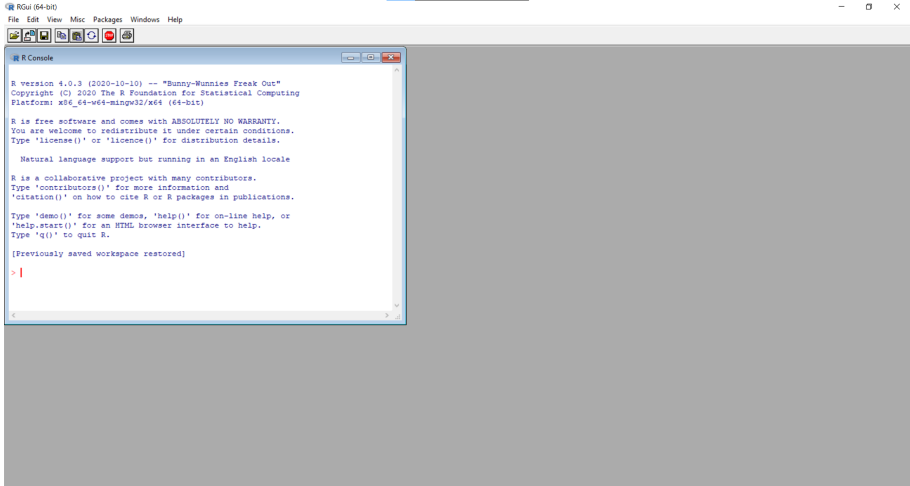 RGui (64-bit)
File Edit View Misc Packages Windows Help
STOP
R Console
R version 4.0.3 (2020-10-10) -- "Bunny-Wunnies Freak Out"
Copyright (C) 2020 The R Foundation for Statistical Computing
Platform: x86_64-w64-mingw32/x64 (64-bit)
R is free software and comes with ABSOLUTELY NO WARRANTY.
You are welcome to redistribute it under certain conditions.
Type 'license()' or 'licence()' for distribution details.
Natural language support but running in an English locale
R is a collaborative project with many contributors.
Type 'contributors()' for more information and
'citation()' on how to cite R or R packages in publications.
Type 'demo()' for some demos, 'help()' for on-line help, or
'help.start()' for an HTML browser interface to help.
Type 'q()' to quit R.
[Previously saved workspace restored]
>